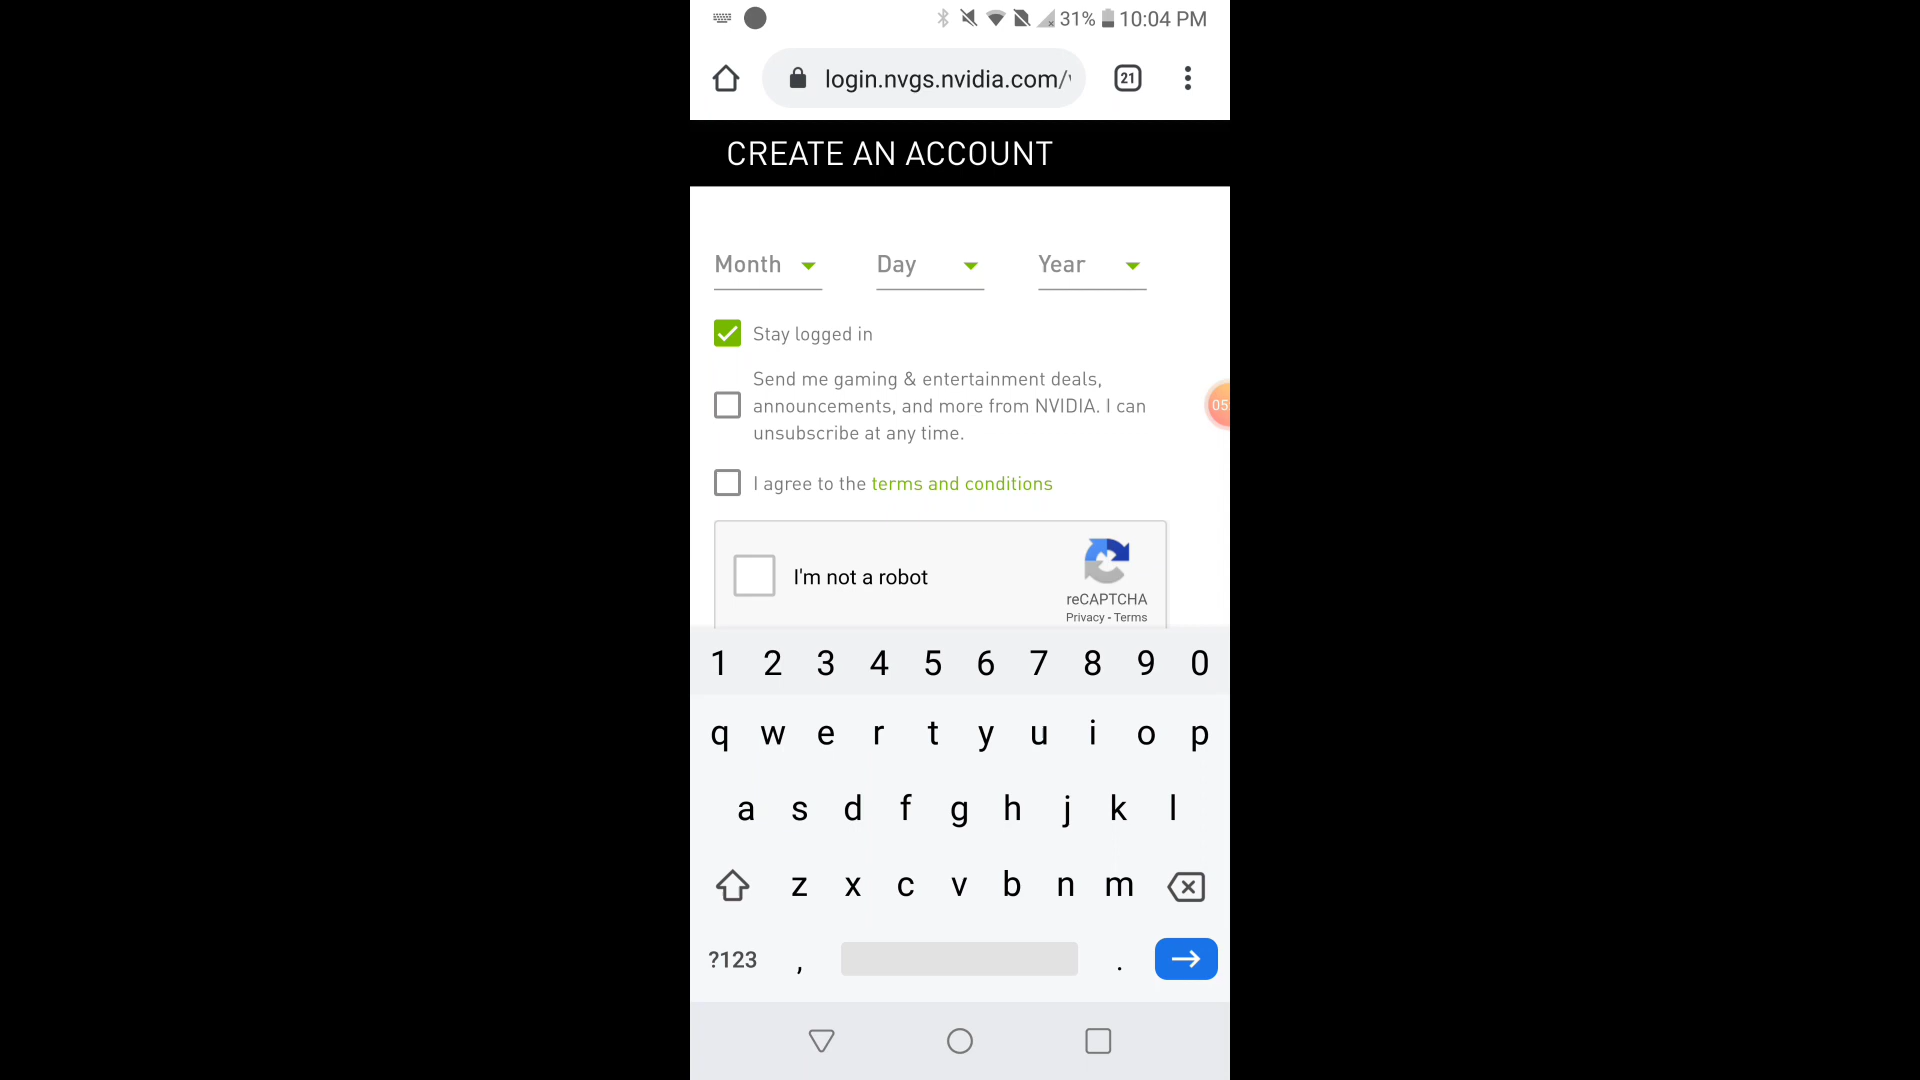 31% 10:04 PM
login.nvgs.nvidia.com/ 21
CREATE AN ACCOUNT
Month Day Year
Stay logged in
Send me gaming & entertainment deals,
announcements, and more from NVIDIA. I can
unsubscribe at any time.
05
I agree to the terms and conditions
I'm not a robot
reCAPTCHA
Privacy - Terms
1 2 3 4 5 6 7 8 9 0
q w e r t y u i o p
a s d f g h j k l
z x c v b n m
?123 , .